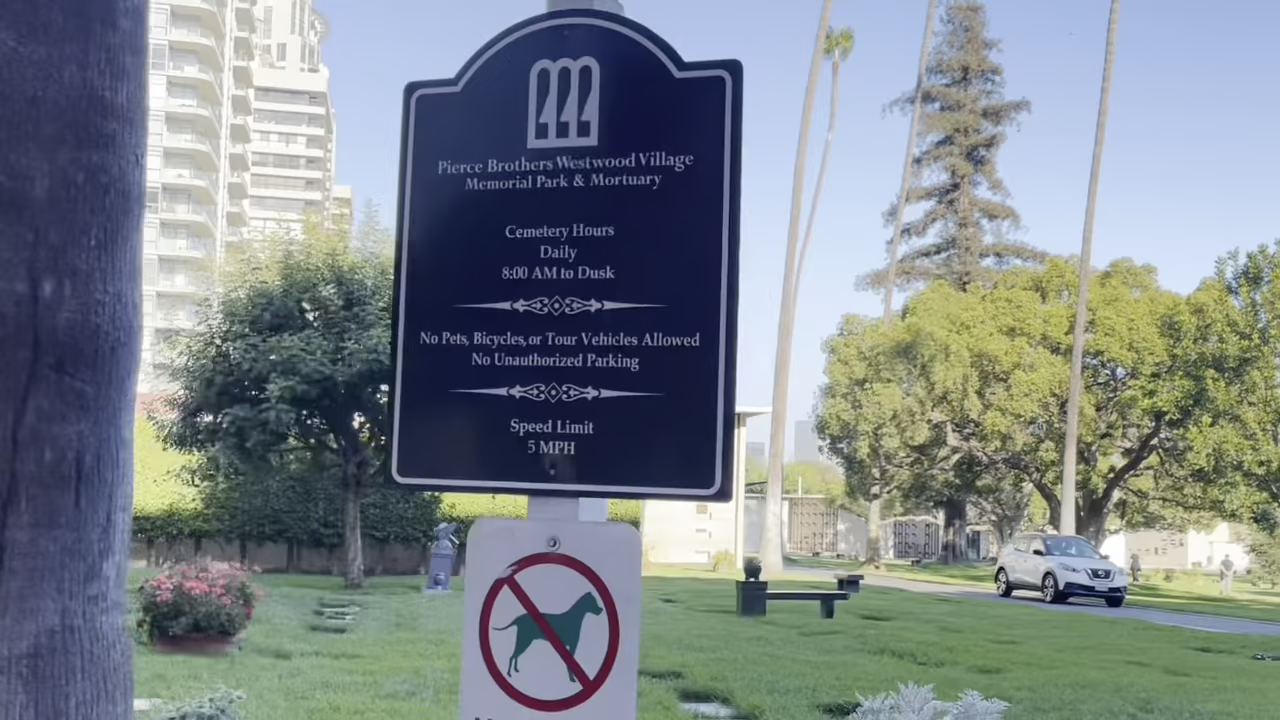 Pierce Brothers Westwood Village
Memorial Park & Mortuary
Cemetery Hours
Daily
8:00 AM to Dusk
No Pets, Bicycles, or Tour Vehicles Allowed
No Unauthorized Parking
Speed Limit
5 MPH